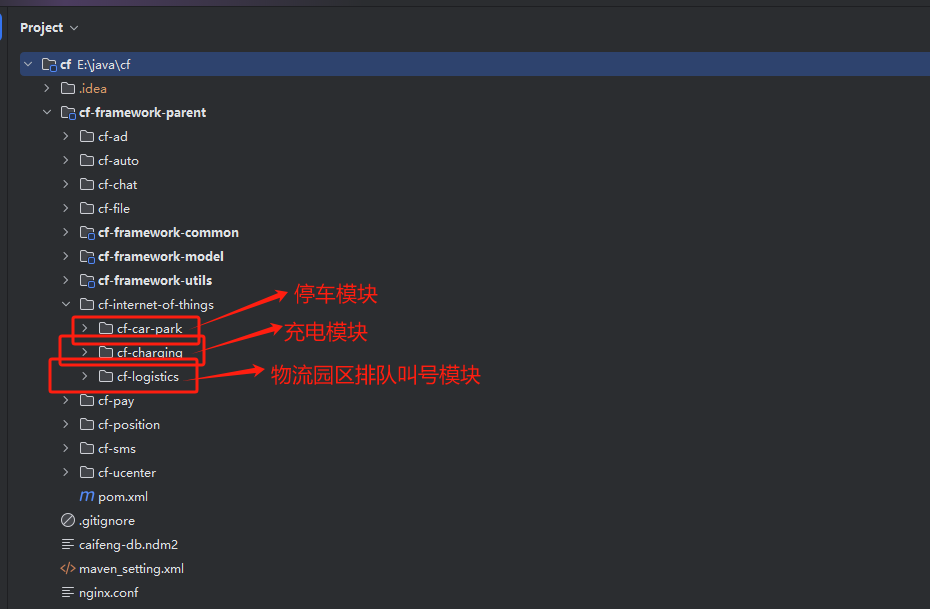 Project
cf E:\java\cf
.idea
cf-framework-parent
cf-ad
cf-auto
cf-chat
cf-file
cf-framework-common
cf-framework-model
cf-framework-utils
停车模块
cf-internet-of-things
cf-car-park
充电模块
cf-charging
cf-logistics
物流园区排队叫号模块
cf-pay
cf-position
cf-sms
cf-ucenter
m pom.xml
.gitignore
caifeng-db.ndm2
</> maven_setting.xml
nginx.conf